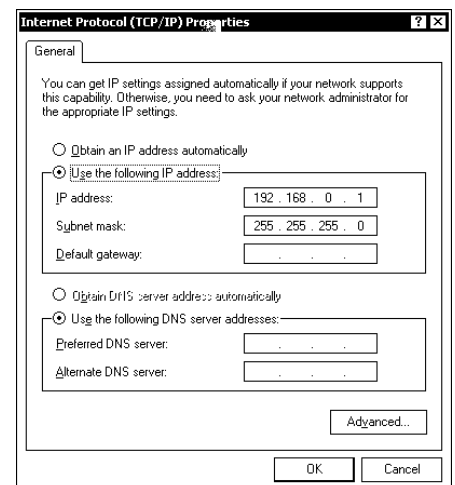 Internet Protocol (TCP/IP) Properties ? X
General
You can get IP settings assigned automatically if your network supports
this capability. Otherwise, you need to ask your network administrator for
the appropriate IP settings.
Obtain an IP address automatically
Use the following IP address:
IP address: 192 . 168 . 0 . 1
Subnet mask: 255 . 255 . 255 . 0
Default gateway: . . .
Obtain DNS server address automatically
Use the following DNS server addresses:
Preferred DNS server: . . .
Alternate DNS server: . . .
Advanced...
OK Cancel